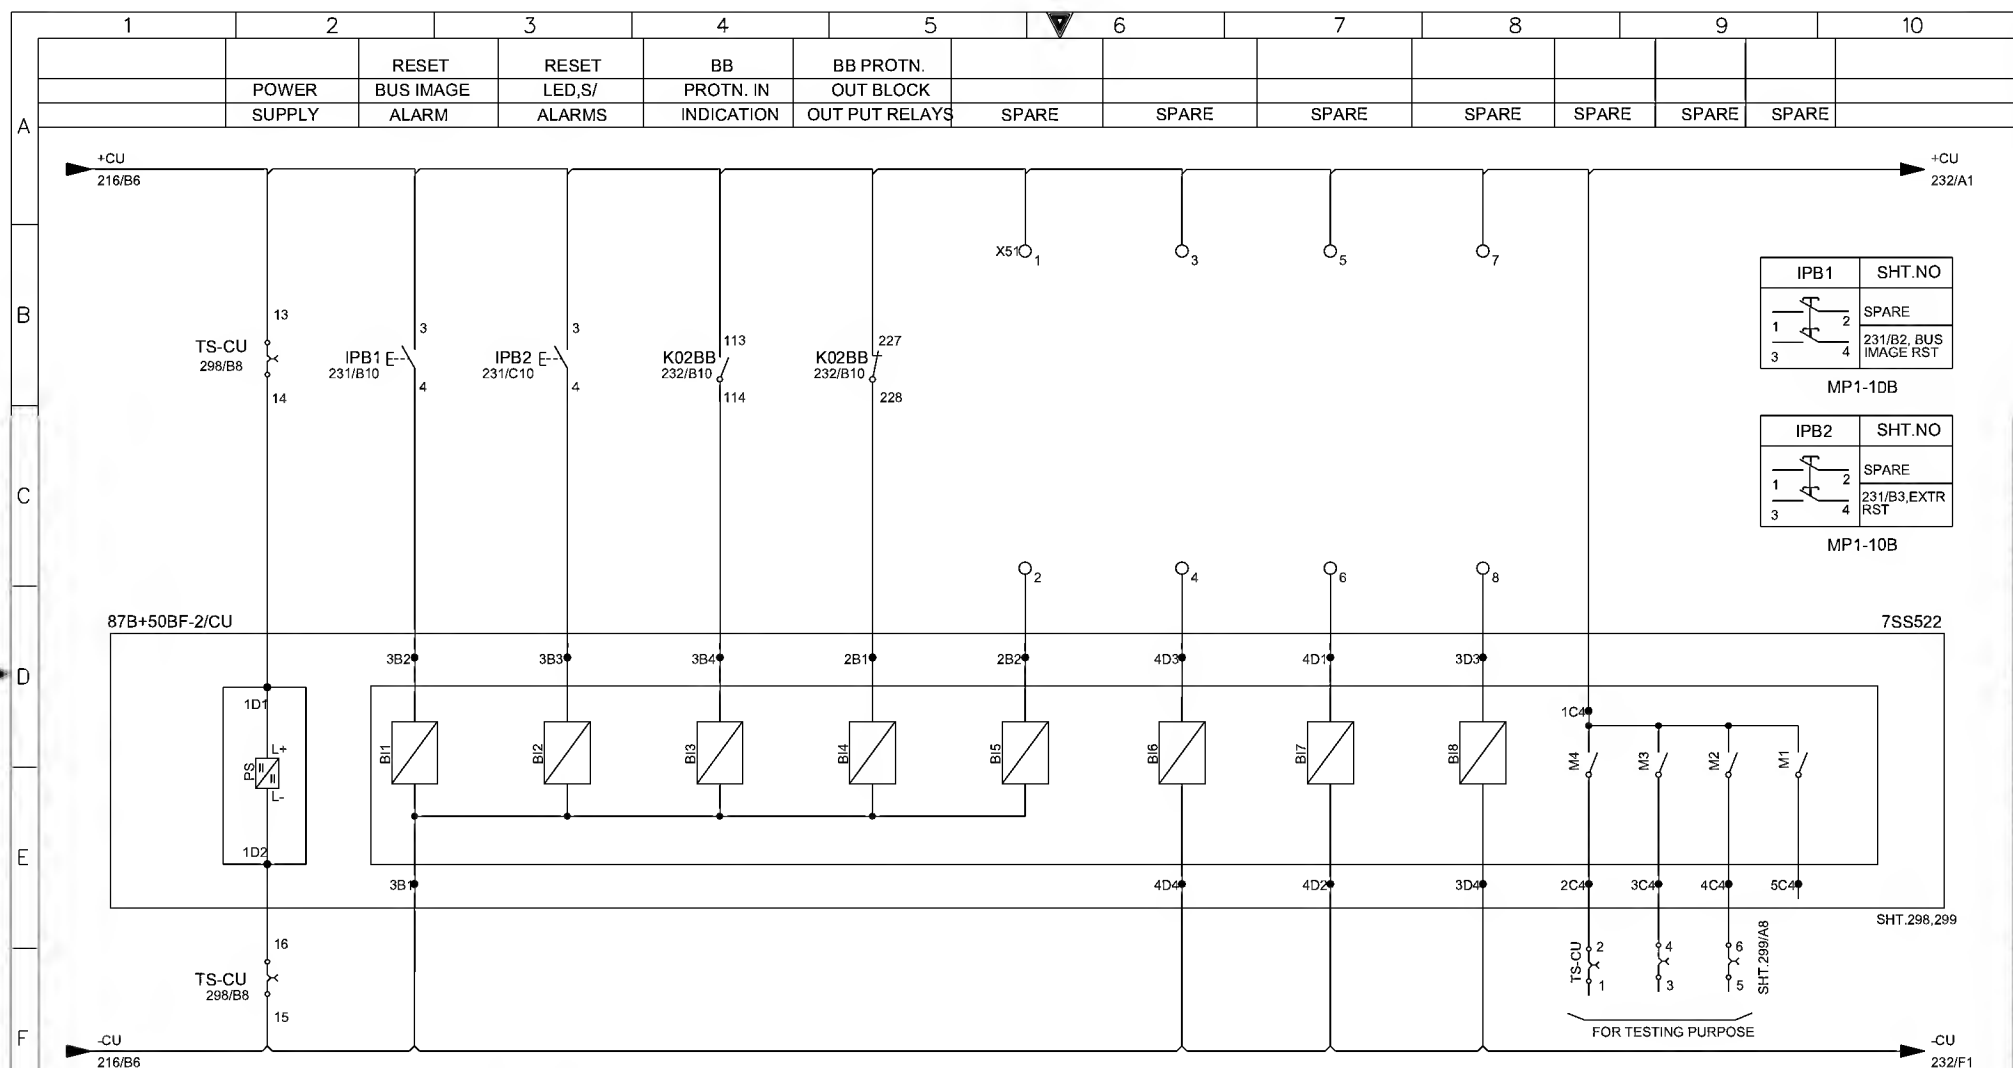 1 2 3 4 5 6 7 8 9 10
RESET RESET BB BB PROTN.
POWER BUS IMAGE LED,S/ PROTN. IN OUT BLOCK
SUPPLY ALARM ALARMS INDICATION OUT PUT RELAYS SPARE SPARE SPARE SPARE SPARE SPARE SPARE
A
+CU +CU
216/B6 232/A1
X51 1 3 5 7
IPB1 SHT.NO
B
13
1 2 SPARE
3 4 231/B2, BUS
IMAGE RST
MP1-10B
3 3 113 227
TS-CU IPB1 IPB2 K02BB K02BB
298/B8 231/B10 231/C10 232/B10 232/B10
14 4 4 114 228
IPB2 SHT.NO
C
1 2 SPARE
3 4 231/B3,EXTR
RST
MP1-10B
2 4 6 8
87B+50BF-2/CU 7SS522
D
3B2 3B3 3B4 2B1 2B2 4D3 4D1 3D3
1D1 1C4
L+
PS BI1 BI2 BI3 BI4 BI5 BI6 BI7 BI8 M4 M3 M2 M1
L-
E
1D2
3B1 4D4 4D2 3D4 2C4 3C4 4C4 5C4
SHT.298,299
16
TS-CU
298/B8
15
TS-CU 2 4 6 SHT.299/A8
1 3 5
F
FOR TESTING PURPOSE
-CU -CU
216/B6 232/F1